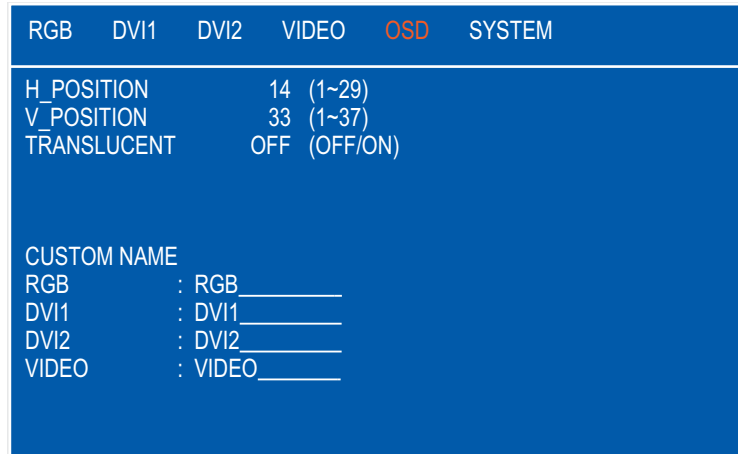 RGB DVI1 DVI2 VIDEO OSD SYSTEM
H_POSITION 14 (1~29)
V_POSITION 33 (1~37)
TRANSLUCENT OFF (OFF/ON)
CUSTOM NAME
RGB : RGB_________
DVI1 : DVI1_________
DVI2 : DVI2_________
VIDEO : VIDEO_______